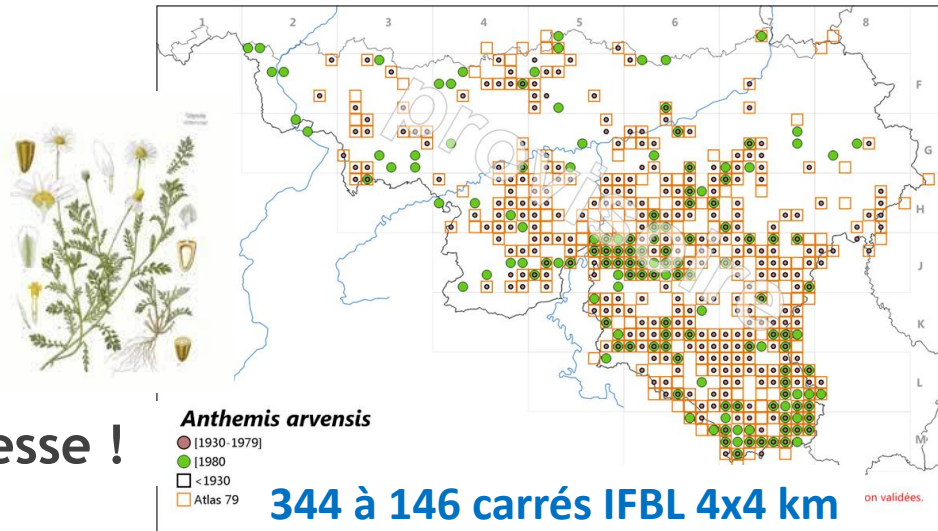 1 2 3 4 5 6 7 8
F
G
H
J
K
L
M
provisoire
esse !
Anthemis arvensis
[1930-1979]
[1980
<1930
Atlas 79
344 à 146 carrés IFBL 4x4 km
on validées.